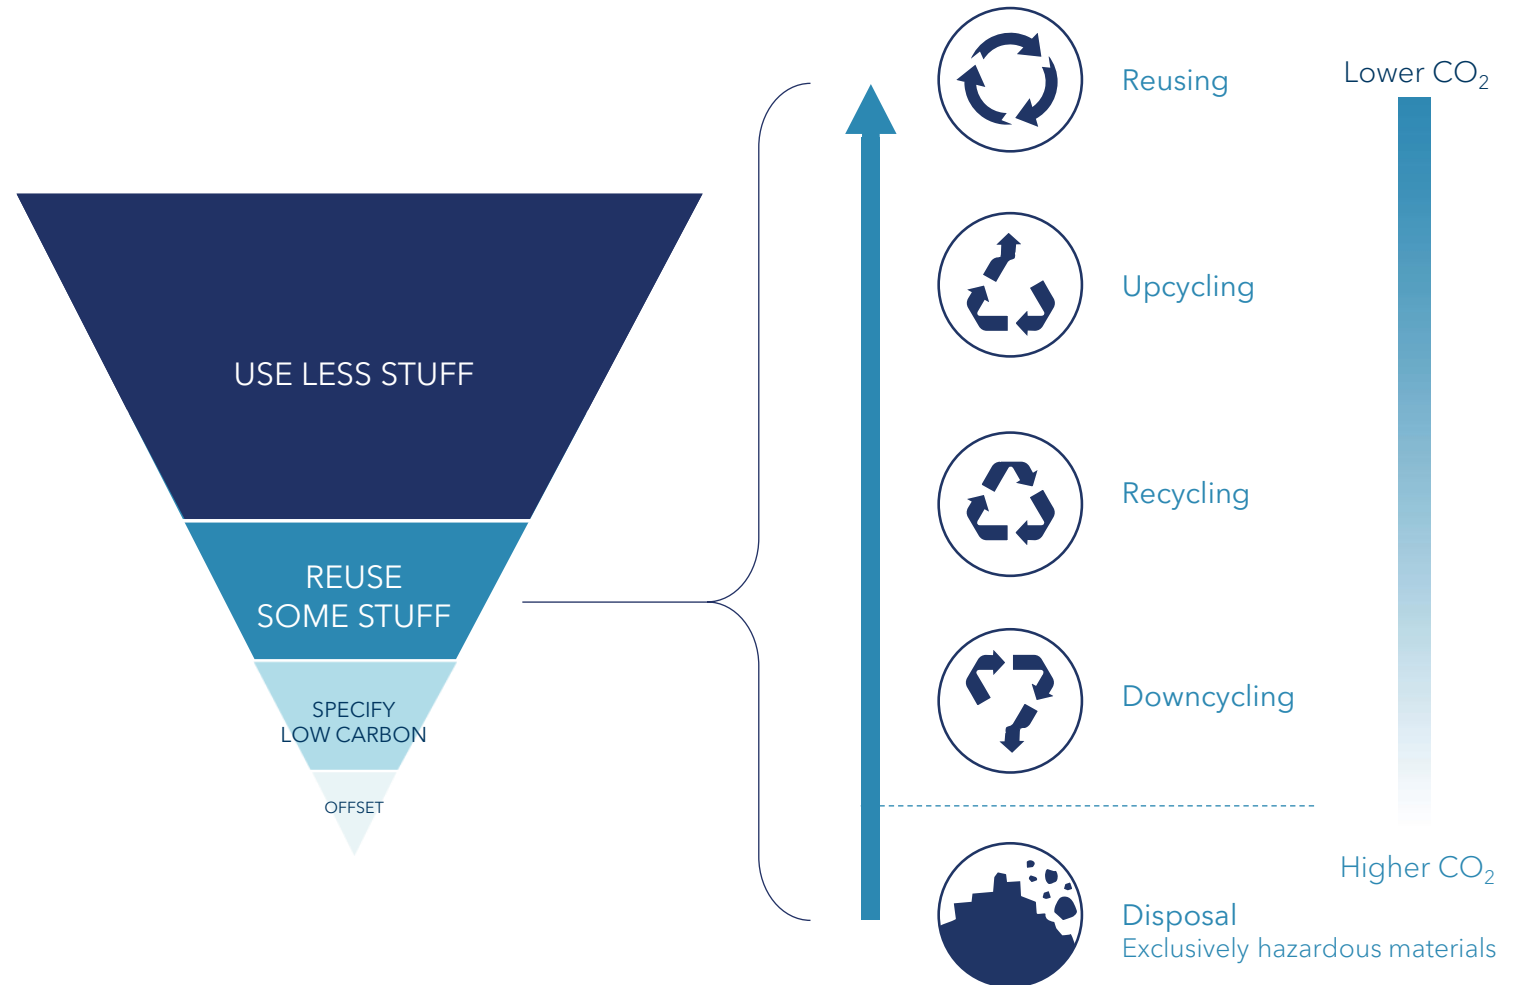 USE LESS STUFF
REUSE
SOME STUFF
SPECIFY
LOW CARBON
OFFSET
Reusing
Upcycling
Recycling
Downcycling
Disposal
Exclusively hazardous materials
Lower CO₂
Higher CO₂